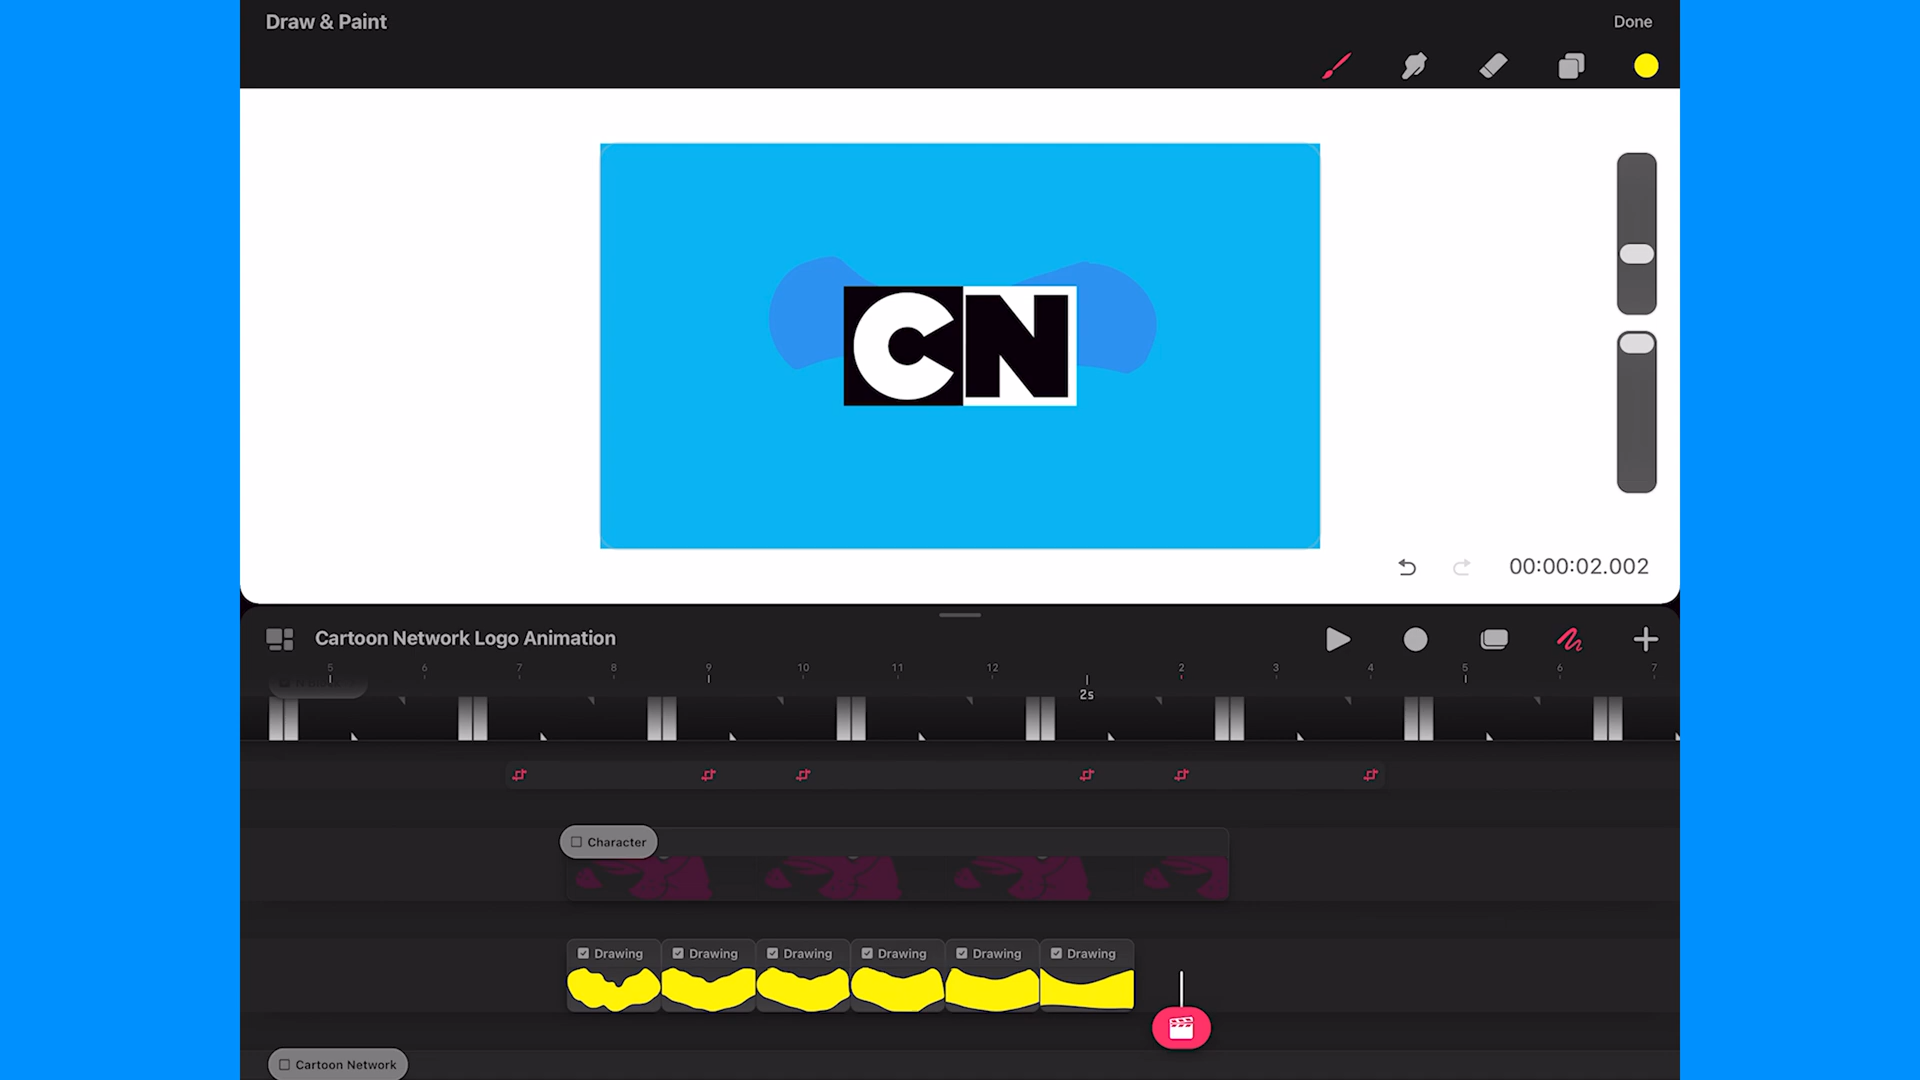 Draw & Paint
Done
CN
00:00:02.002
Cartoon Network Logo Animation
5 6 7 8 9 10 11 12 2 3 4 5 6 7
2s
Character
Drawing Drawing Drawing Drawing Drawing Drawing
Cartoon Network